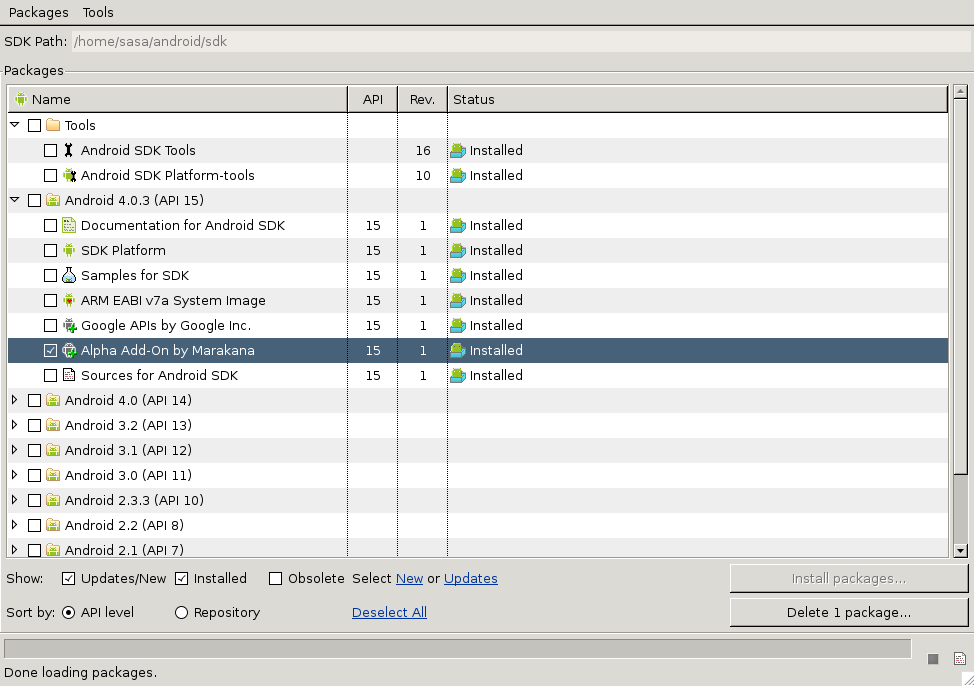 Packages Tools
SDK Path: /home/sasa/android/sdk
Packages
Name API Rev. Status
Tools
Android SDK Tools 16 Installed
Android SDK Platform-tools 10 Installed
Android 4.0.3 (API 15)
Documentation for Android SDK 15 1 Installed
SDK Platform 15 1 Installed
Samples for SDK 15 1 Installed
ARM EABI v7a System Image 15 1 Installed
Google APIs by Google Inc. 15 1 Installed
Alpha Add-On by Marakana 15 1 Installed
Sources for Android SDK 15 1 Installed
Android 4.0 (API 14)
Android 3.2 (API 13)
Android 3.1 (API 12)
Android 3.0 (API 11)
Android 2.3.3 (API 10)
Android 2.2 (API 8)
Android 2.1 (API 7)
Show: Updates/New Installed Obsolete Select New or Updates Install packages...
Sort by: API level Repository Deselect All Delete 1 package...
Done loading packages.